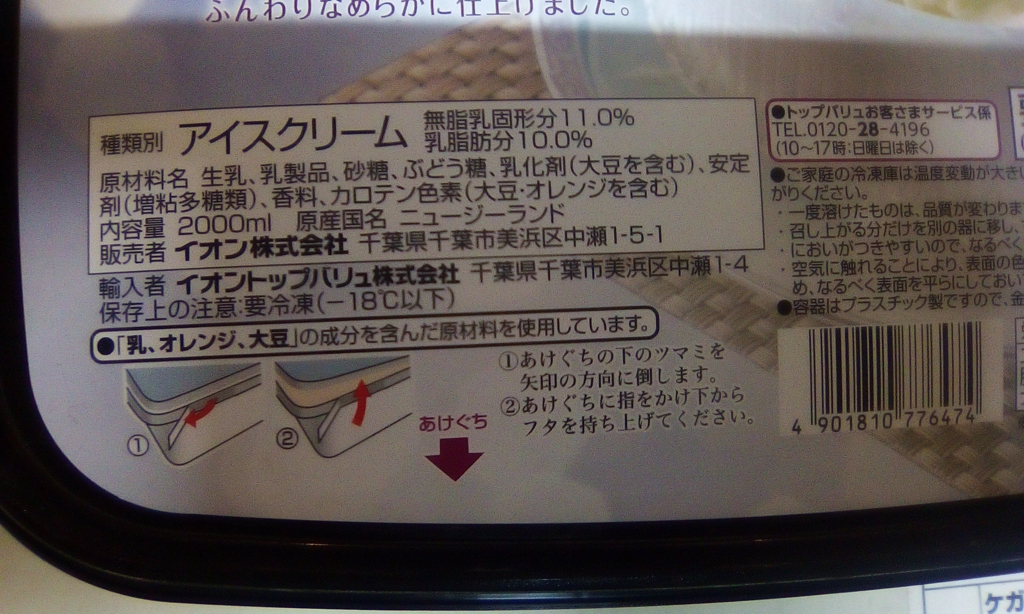 ふんわりなめらかに仕上げました。
種類別 アイスクリーム 無脂乳固形分11.0%
乳脂肪分10.0%
原材料名 生乳、乳製品、砂糖、ぶどう糖、乳化剤(大豆を含む)、安定
剤(増粘多糖類)、香料、カロテン色素(大豆・オレンジを含む)
内容量 2000ml 原産国名 ニュージーランド
販売者 イオン株式会社 千葉県千葉市美浜区中瀬1-5-1
輸入者 イオントップバリュ株式会社 千葉県千葉市美浜区中瀬1-4
保存上の注意:要冷凍(-18℃以下)
●「乳、オレンジ、大豆」の成分を含んだ原材料を使用しています。
①
②
あけぐち
①あけぐちの下のツマミを
矢印の方向に倒します。
②あけぐちに指をかけ下から
フタを持ち上げてください。
●トップバリュお客さまサービス係
TEL.0120-28-4196
(10~17時:日曜日は除く)
●ご家庭の冷凍庫は温度変動が大きい
がりください。
・一度溶けたものは、品質が変わりま
・召し上がる分だけを別の器に移し、
・においがつきやすいので、なるべく
・空気に触れることにより、表面の色
め、なるべく表面を平らにしておい
●容器はプラスチック製ですので、金
4 901810 776474
ケガ